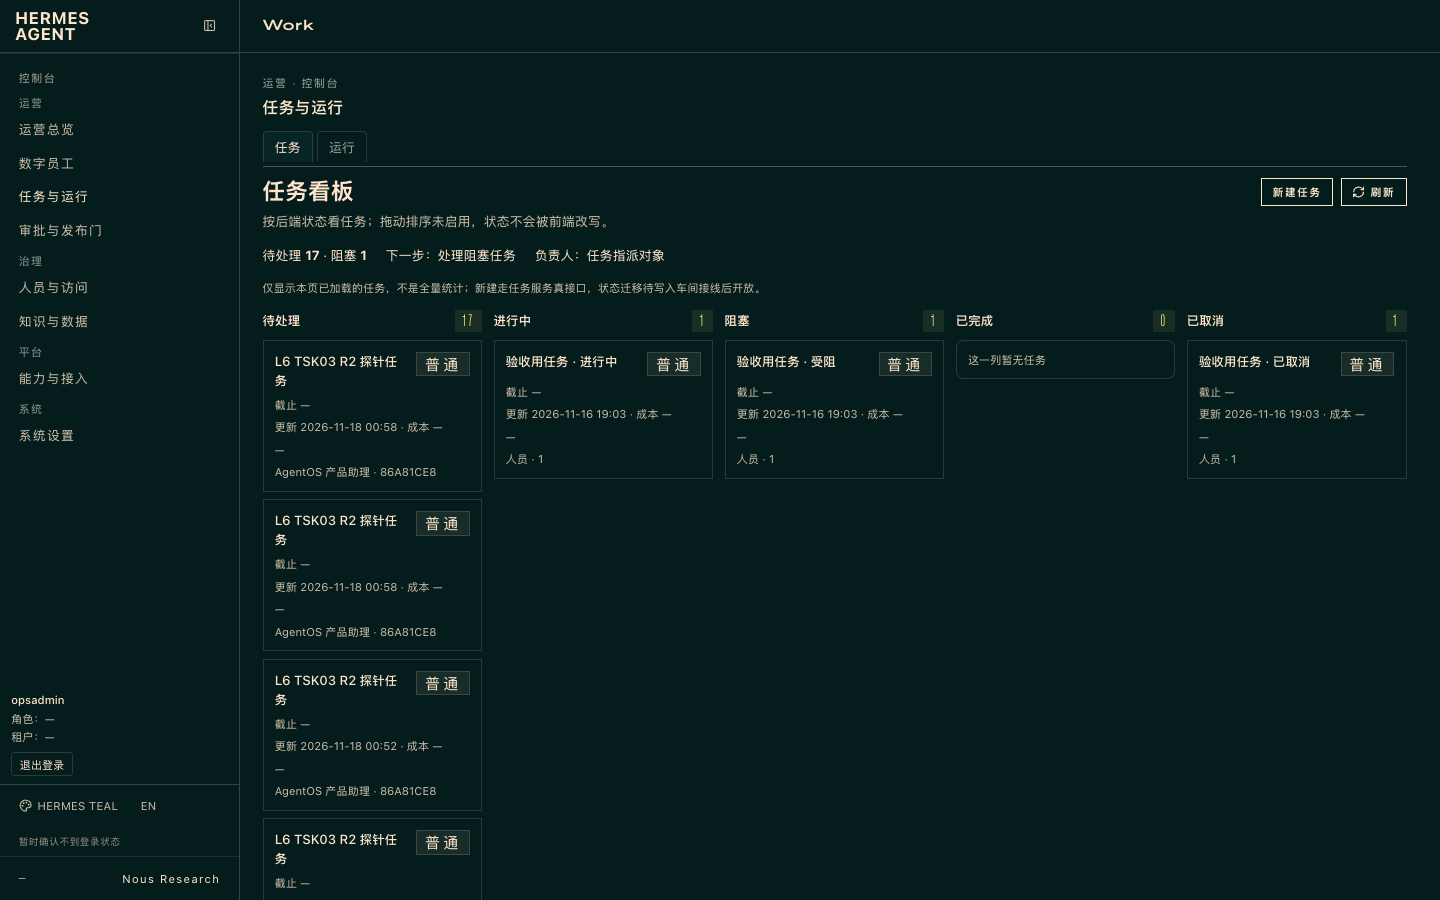 HERMES
AGENT
Work
控制台
运营
运营总览
数字员工
任务与运行
审批与发布门
治理
人员与访问
知识与数据
平台
能力与接入
系统
系统设置
opsadmin
角色：—
租户：—
退出登录
HERMES TEAL EN
暂时确认不到登录状态
— Nous Research
运营 · 控制台
任务与运行
任务 运行
任务看板
新建任务 刷新
按后端状态看任务；拖动排序未启用，状态不会被前端改写。
待处理 17 · 阻塞 1 下一步：处理阻塞任务 负责人：任务指派对象
仅显示本页已加载的任务，不是全量统计；新建走任务服务真接口，状态迁移待写入车间接线后开放。
待处理 17
L6 TSK03 R2 探针任
务
普通
截止 —
更新 2026-11-18 00:58 · 成本 —
—
AgentOS 产品助理 · 86A81CE8
L6 TSK03 R2 探针任
务
普通
截止 —
更新 2026-11-18 00:58 · 成本 —
—
AgentOS 产品助理 · 86A81CE8
L6 TSK03 R2 探针任
务
普通
截止 —
更新 2026-11-18 00:52 · 成本 —
—
AgentOS 产品助理 · 86A81CE8
L6 TSK03 R2 探针任
务
普通
截止 —
进行中 1
验收用任务 · 进行中 普通
截止 —
更新 2026-11-16 19:03 · 成本 —
—
人员 · 1
阻塞 1
验收用任务 · 受阻 普通
截止 —
更新 2026-11-16 19:03 · 成本 —
—
人员 · 1
已完成 0
这一列暂无任务
已取消 1
验收用任务 · 已取消 普通
截止 —
更新 2026-11-16 19:03 · 成本 —
—
人员 · 1